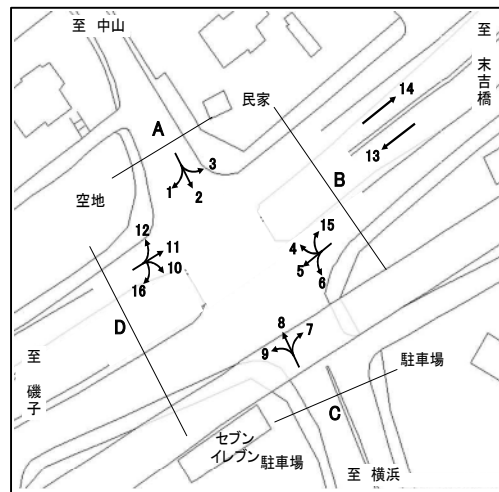 至 中山
至 末吉橋
民家
14
A
13
3
1
2
空地
B
15
12
11
4
10
5
6
16
D
8
7
9
至 磯子
駐車場
C
セブン
イレブン
駐車場
至 横浜